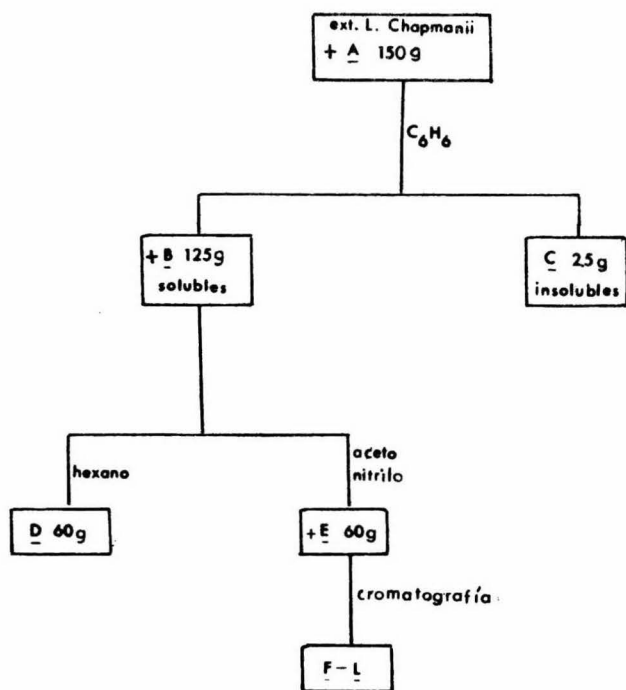 ext. L. Chapmanii
+ A 150g
C6H6
+ B 125g
solubles
C 2.5g
insolubles
hexano
aceto
nitrilo
D 60g
+ E 60g
cromatografía
F - L